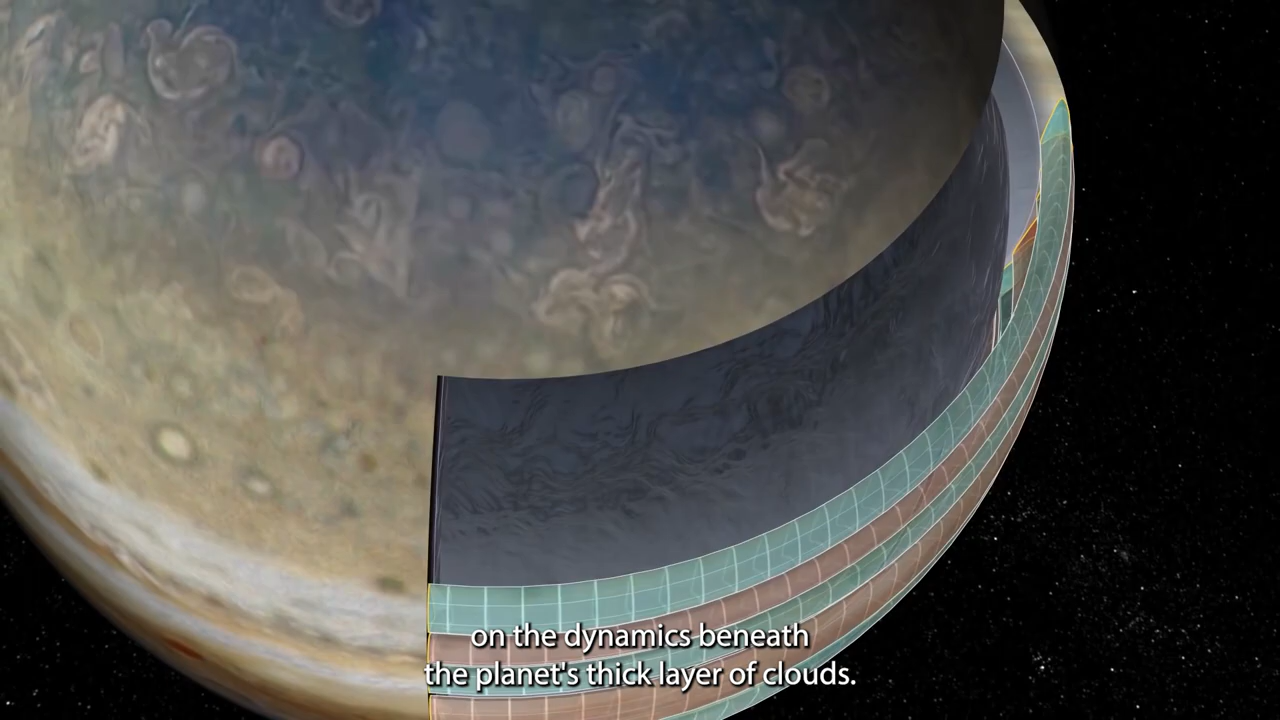 on the dynamics beneath
the planet's thick layer of clouds.